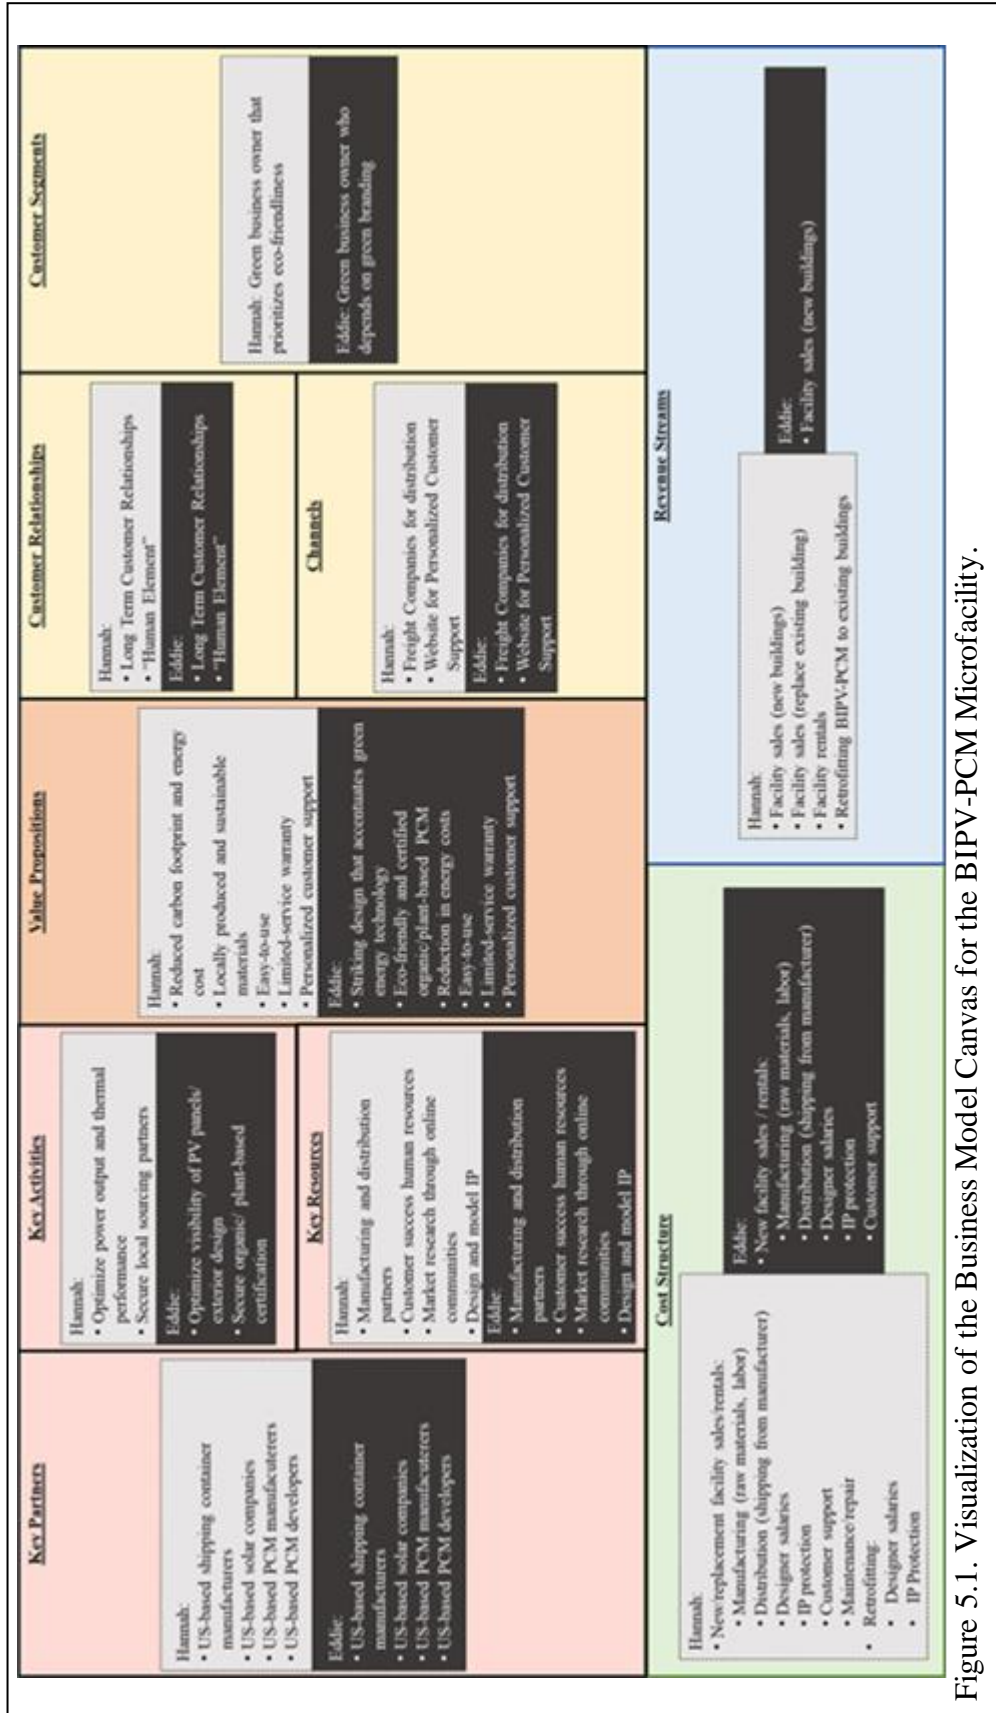 Key Partners
Hannah:
• US-based shipping container
manufacturers
• US-based solar companies
• US-based PCM manufacuterers
• US-based PCM developers
Eddie:
• US-based shipping container
manufacturers
• US-based solar companies
• US-based PCM manufacuterers
• US-based PCM developers
Key Activities
Hannah:
• Optimize power output and thermal
performance
• Secure local sourcing partners
Eddie:
• Optimize visibility of PV panels/
exterior design
• Secure organic/ plant-based
certification
Key Resources
Hannah:
• Manufacturing and distribution
partners
• Customer success human resources
• Market research through online
communities
• Design and model IP
Eddie:
• Manufacturing and distribution
partners
• Customer success human resources
• Market research through online
communities
• Design and model IP
Value Propositions
Hannah:
• Reduced carbon footprint and energy
cost
• Locally produced and sustainable
materials
• Easy-to-use
• Limited-service warranty
• Personalized customer support
Eddie:
• Striking design that accentuates green
energy technology
• Eco-friendly and certified
organic/plant-based PCM
• Reduction in energy costs
• Easy-to-use
• Limited-service warranty
• Personalized customer support
Customer Relationships
Hannah:
• Long Term Customer Relationships
• "Human Element"
Eddie:
• Long Term Customer Relationships
• "Human Element"
Channels
Hannah:
• Freight Companies for distribution
• Website for Personalized Customer
Support
Eddie:
• Freight Companies for distribution
• Website for Personalized Customer
Support
Customer Segments
Hannah: Green business owner that
prioritizes eco-friendliness
Eddie: Green business owner who
depends on green branding
Cost Structure
Hannah:
• New/replacement facility sales/rentals:
• Manufacturing (raw materials, labor)
• Distribution (shipping from manufacturer)
• Designer salaries
• IP protection
• Customer support
• Maintenance/repair
• Retrofitting:
• Designer salaries
• IP Protection
Eddie:
• New facility sales / rentals:
• Manufacturing (raw materials, labor)
• Distribution (shipping from manufacturer)
• Designer salaries
• IP protection
• Customer support
Revenue Streams
Hannah:
• Facility sales (new buildings)
• Facility sales (replace existing building)
• Facility rentals
• Retrofitting BIPV-PCM to existing buildings
Eddie:
• Facility sales (new buildings)
Figure 5.1. Visualization of the Business Model Canvas for the BIPV-PCM Microfacility.